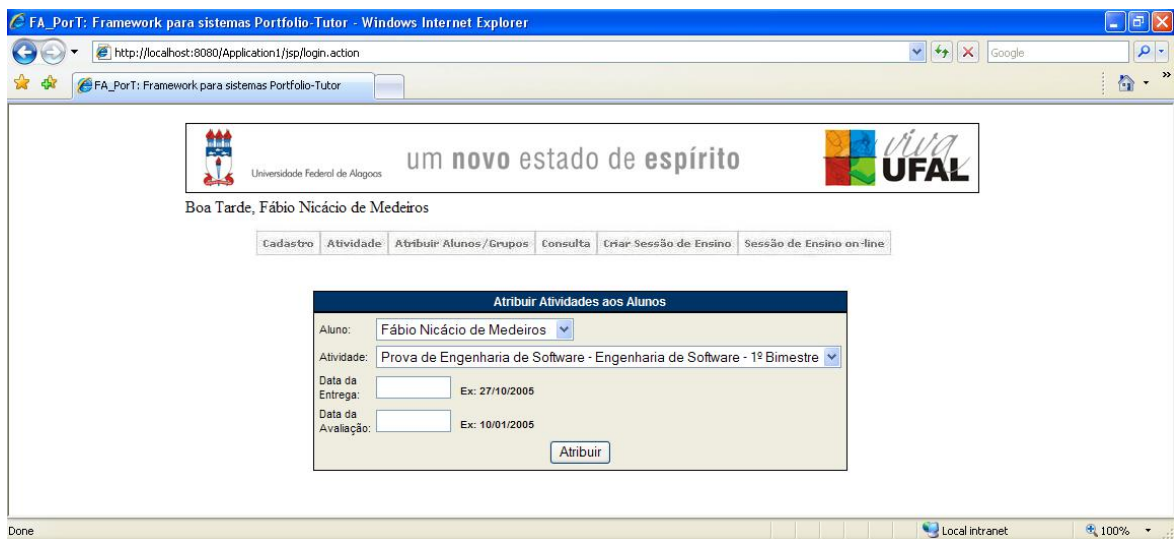 FA_PorT: Framework para sistemas Portfolio-Tutor - Windows Internet Explorer
http://localhost:8080/Application1/jsp/login.action
Google
FA_PorT: Framework para sistemas Portfolio-Tutor
Universidade Federal de Alagoas
um novo estado de espírito
viva
UFAL
Boa Tarde, Fábio Nicácio de Medeiros
Cadastro Atividade Atribuir Alunos/Grupos Consulta Criar Sessão de Ensino Sessão de Ensino on-line
Atribuir Atividades aos Alunos
Aluno: Fábio Nicácio de Medeiros
Atividade: Prova de Engenharia de Software - Engenharia de Software - 1º Bimestre
Data da
Entrega: Ex: 27/10/2005
Data da
Avaliação: Ex: 10/01/2005
Atribuir
Done Local intranet 100%